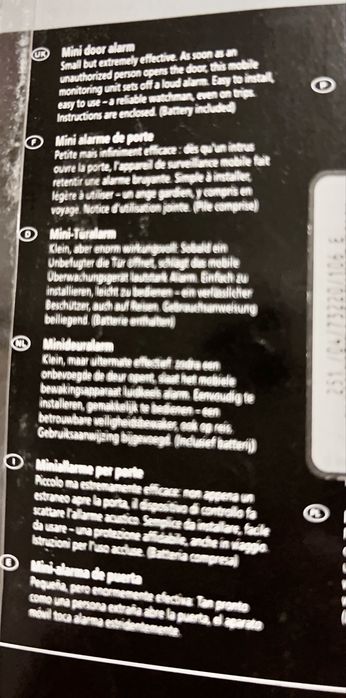 UK Mini door alarm
Small but extremely effective. As soon as an
unauthorized person opens the door, this mobile
monitoring unit sets off a loud alarm. Easy to install,
easy to use – a reliable watchman, even on trips.
Instructions are enclosed. (Battery included)
F Mini alarme de porte
Petite mais infiniment efficace : dès qu'un intrus
ouvre la porte, l'appareil de surveillance mobile fait
retentir une alarme bruyante. Simple à installer,
légère à utiliser – un ange gardien, y compris en
voyage. Notice d'utilisation jointe. (Pile comprise)
D Mini-Türalarm
Klein, aber enorm wirkungsvoll: Sobald ein
Unbefugter die Tür öffnet, schlägt das mobile
Überwachungsgerät lautstark Alarm. Einfach zu
installieren, leicht zu bedienen – ein verlässlicher
Beschützer, auch auf Reisen. Gebrauchsanweisung
beiliegend. (Batterie enthalten)
NL Minideuralarm
Klein, maar uitermate effectief: zodra een
onbevoegde de deur opent, slaat het mobiele
bewakingsapparaat luidkeels alarm. Eenvoudig te
installeren, gemakkelijk te bedienen – een
betrouwbare veiligheidsbewaker, ook op reis.
Gebruiksaanwijzing bijgevoegd. (Inclusief batterij)
I Miniallarme per porte
Piccolo ma estremamente efficace: non appena un
estraneo apre la porta, il dispositivo di controllo fa
scattare l'allarme acustico. Semplice da installare, facile
da usare – una protezione affidabile, anche in viaggio.
Istruzioni per l'uso accluse. (Batteria compresa)
E Mini-alarma de puerta
Pequeña, pero enormemente efectiva: Tan pronto
como una persona extraña abre la puerta, el aparato
móvil toca alarma estridentemente.
P
PL